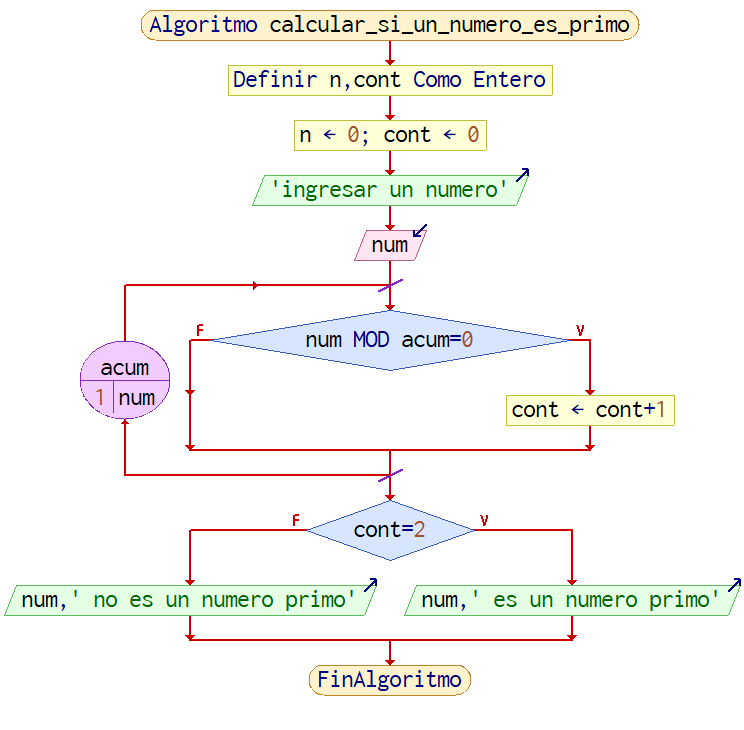 Algoritmo calcular_si_un_numero_es_primo
Definir n,cont Como Entero
n ← 0; cont ← 0
'ingresar un numero'
num
F
num MOD acum=0
V
acum
1 num
cont ← cont+1
F
cont=2
V
num,' no es un numero primo'
num,' es un numero primo'
FinAlgoritmo